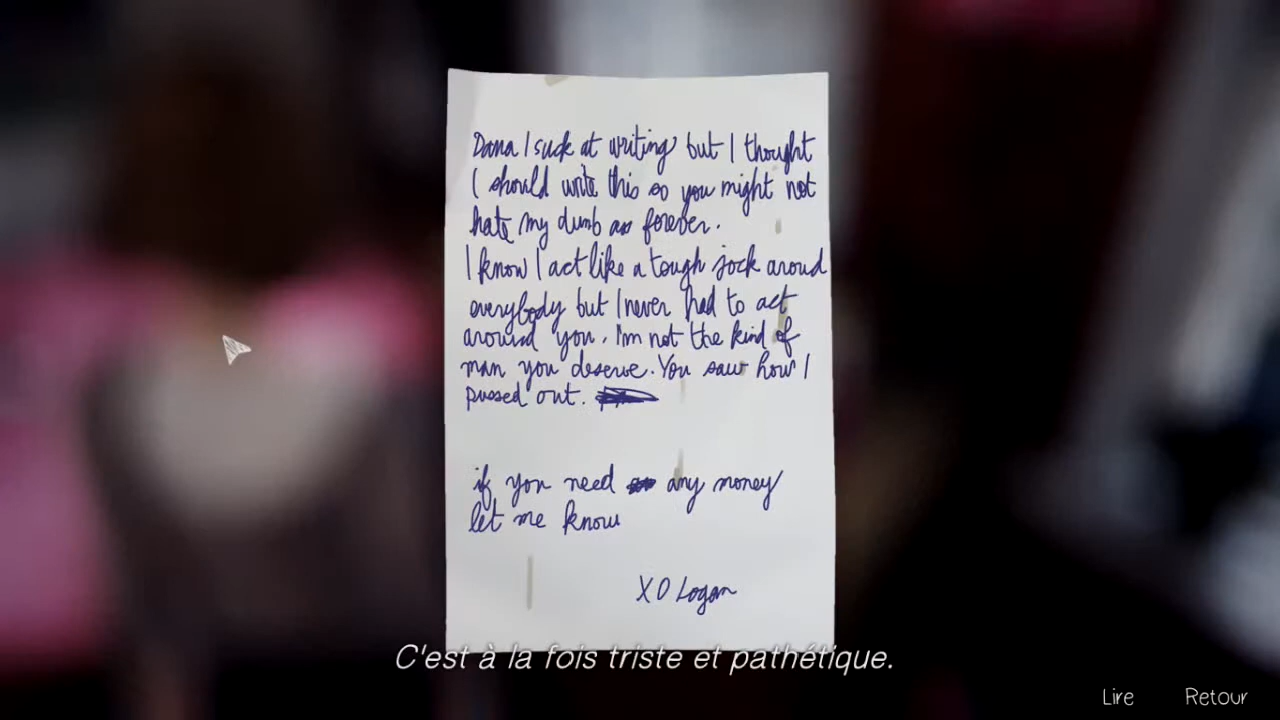 Dana I suck at writing but I thought
I should write this so you might not
hate my dumb ass forever.
I know I act like a tough jock aroud
everybody but I never had to act
around you. I'm not the kind of
man you deserve. You saw how I
pussed out.
if you need any money
let me know
XO Logan
C'est à la fois triste et pathétique.
Lire Retour